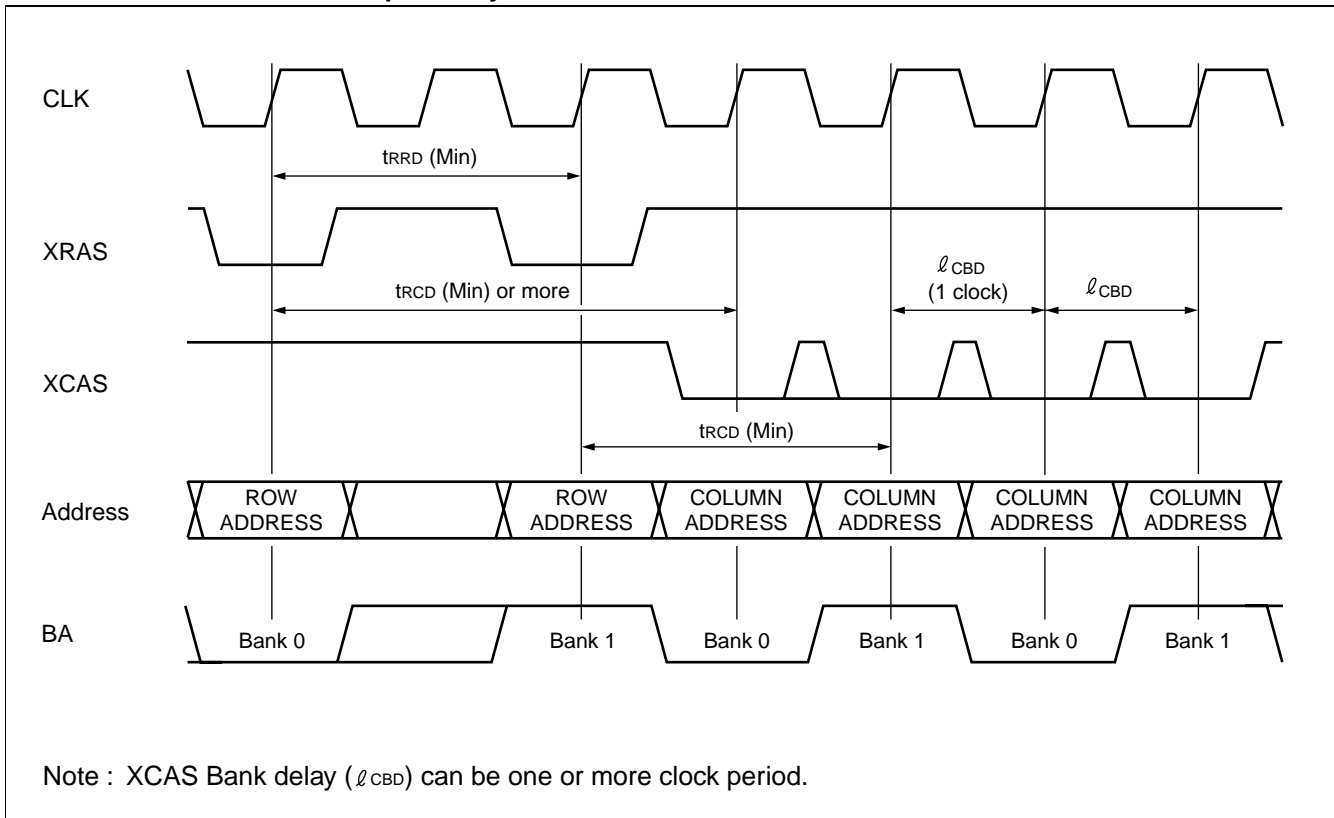 CLK
tRRD (Min)
XRAS
tRCD (Min) or more
ℓCBD
(1 clock)
ℓCBD
XCAS
tRCD (Min)
Address
ROW
ADDRESS
ROW
ADDRESS
COLUMN
ADDRESS
COLUMN
ADDRESS
COLUMN
ADDRESS
COLUMN
ADDRESS
BA
Bank 0
Bank 1
Bank 0
Bank 1
Bank 0
Bank 1
Note : XCAS Bank delay (ℓCBD) can be one or more clock period.